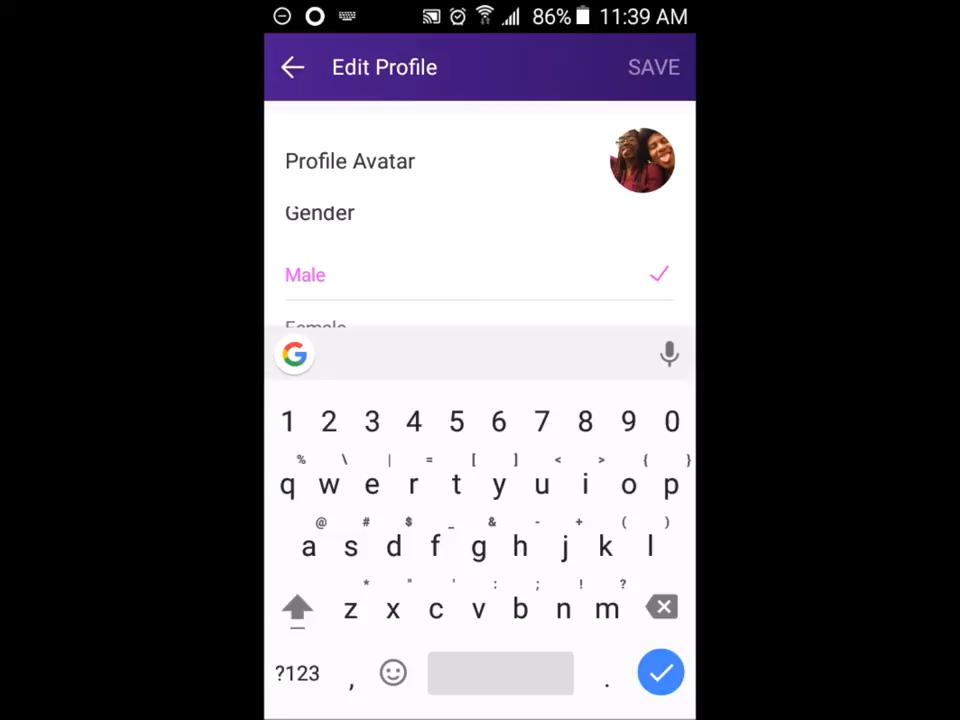 86% 11:39 AM
Edit Profile SAVE
Profile Avatar
Gender
Male
Female
G
1 2 3 4 5 6 7 8 9 0
% \ | = [ ] < > { }
q w e r t y u i o p
@ # $ _ & - + ( )
a s d f g h j k l
* " ' : ; ! ?
z x c v b n m
?123 , .